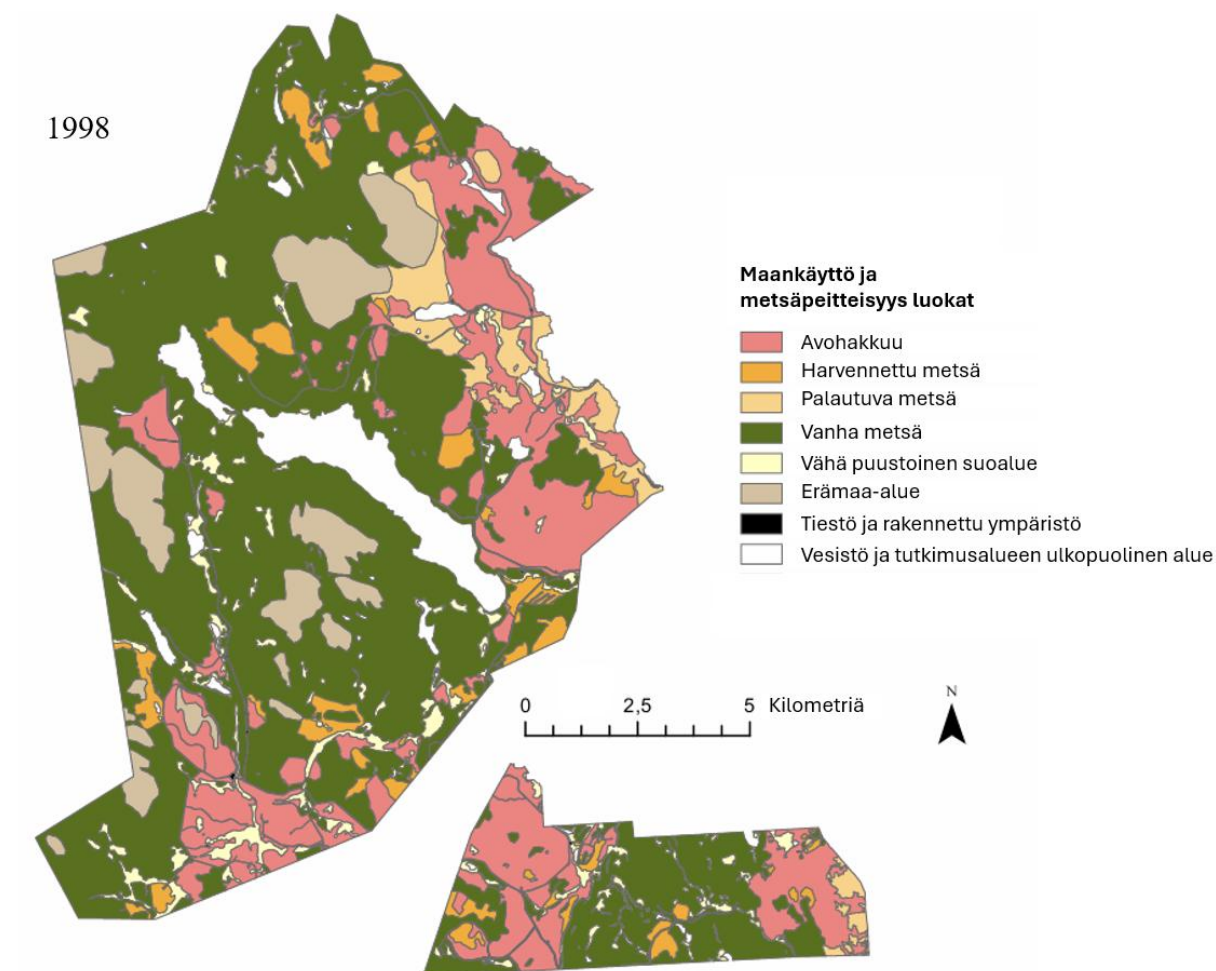 1998
Maankäyttö ja
metsäpeitteisyys luokat
Avohakkuu
Harvennettu metsä
Palautuva metsä
Vanha metsä
Vähä puustoinen suoalue
Erämaa-alue
Tiestö ja rakennettu ympäristö
Vesistö ja tutkimusalueen ulkopuolinen alue
0 2,5 5 Kilometriä
N